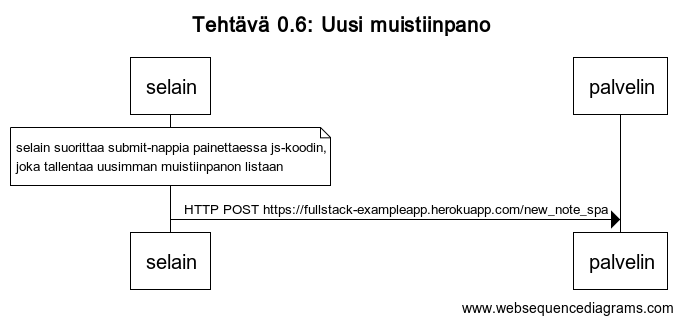 Tehtävä 0.6: Uusi muistiinpano
selain
palvelin
selain suorittaa submit-nappia painettaessa js-koodin,
joka tallentaa uusimman muistiinpanon listaan
HTTP POST https://fullstack-exampleapp.herokuapp.com/new_note_spa
selain
palvelin
www.websequencediagrams.com